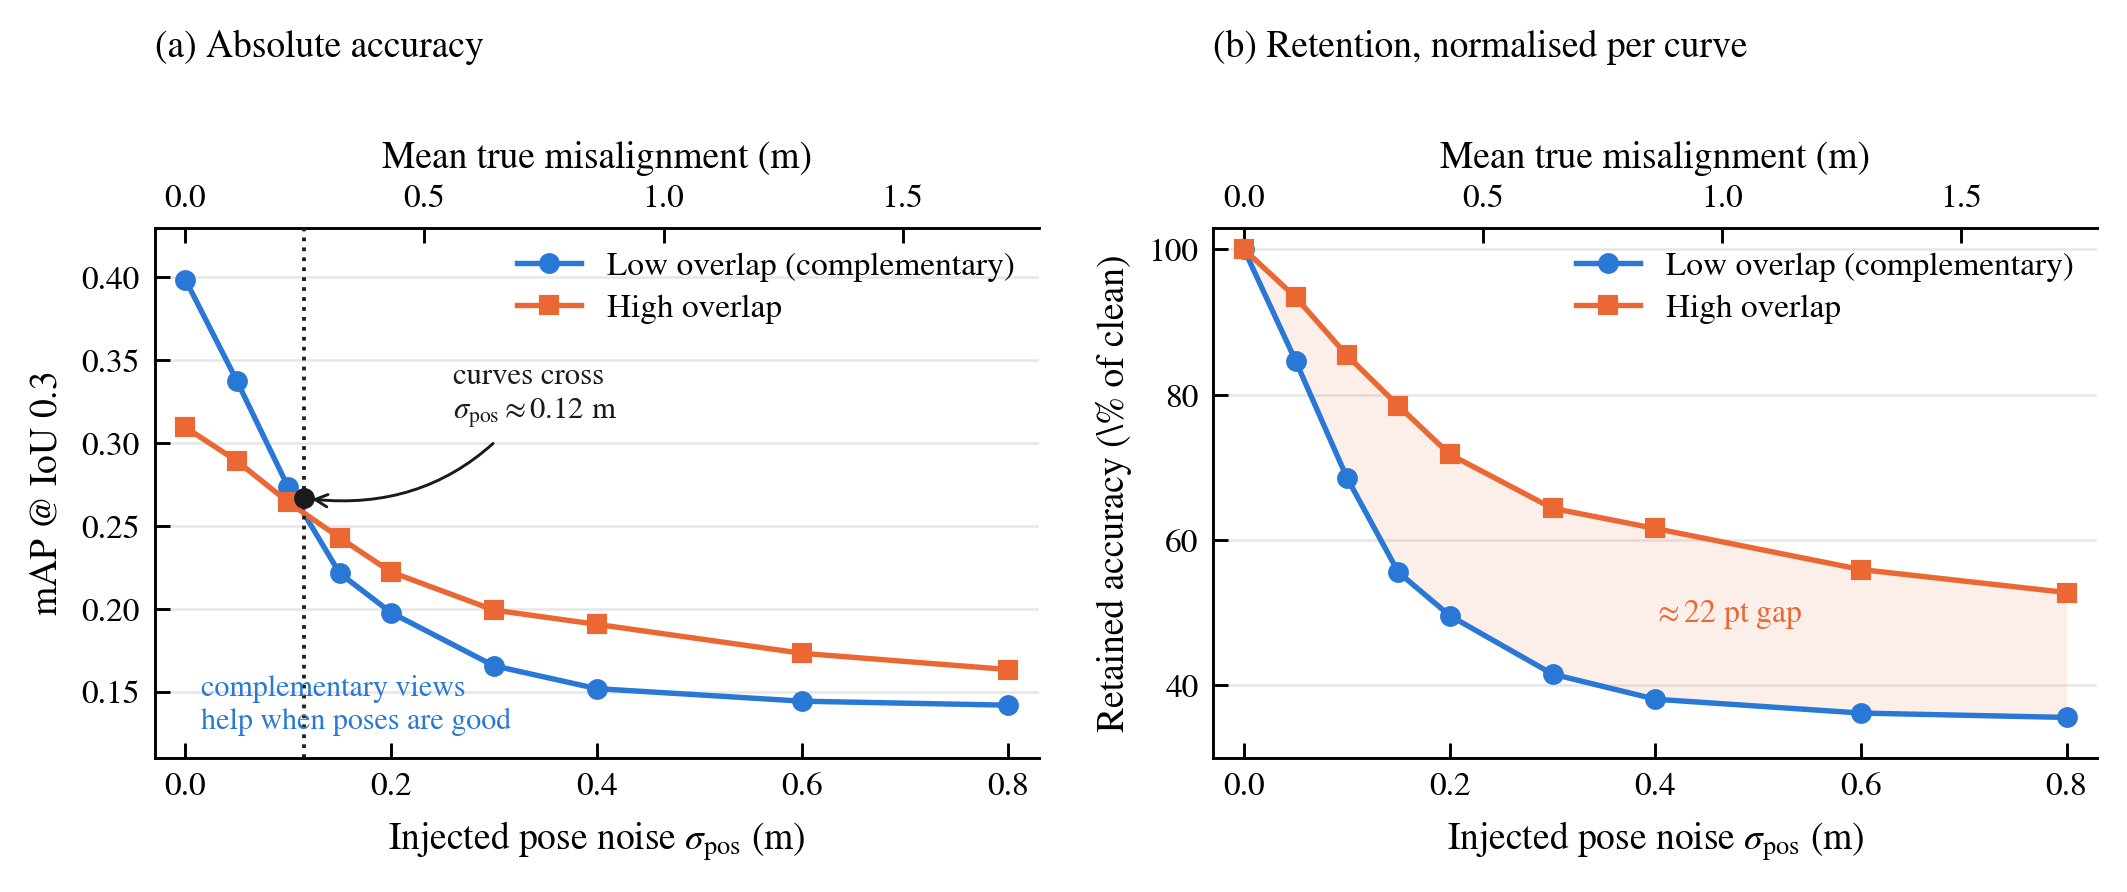 (a) Absolute accuracy
Mean true misalignment (m)
0.0 0.5 1.0 1.5
Low overlap (complementary)
High overlap
0.40
0.35
0.30
0.25
0.20
0.15
mAP @ IoU 0.3
curves cross
σpos ≈ 0.12 m
complementary views
help when poses are good
0.0 0.2 0.4 0.6 0.8
Injected pose noise σpos (m)
(b) Retention, normalised per curve
Mean true misalignment (m)
0.0 0.5 1.0 1.5
Low overlap (complementary)
High overlap
100
80
60
40
Retained accuracy (\% of clean)
≈22 pt gap
0.0 0.2 0.4 0.6 0.8
Injected pose noise σpos (m)